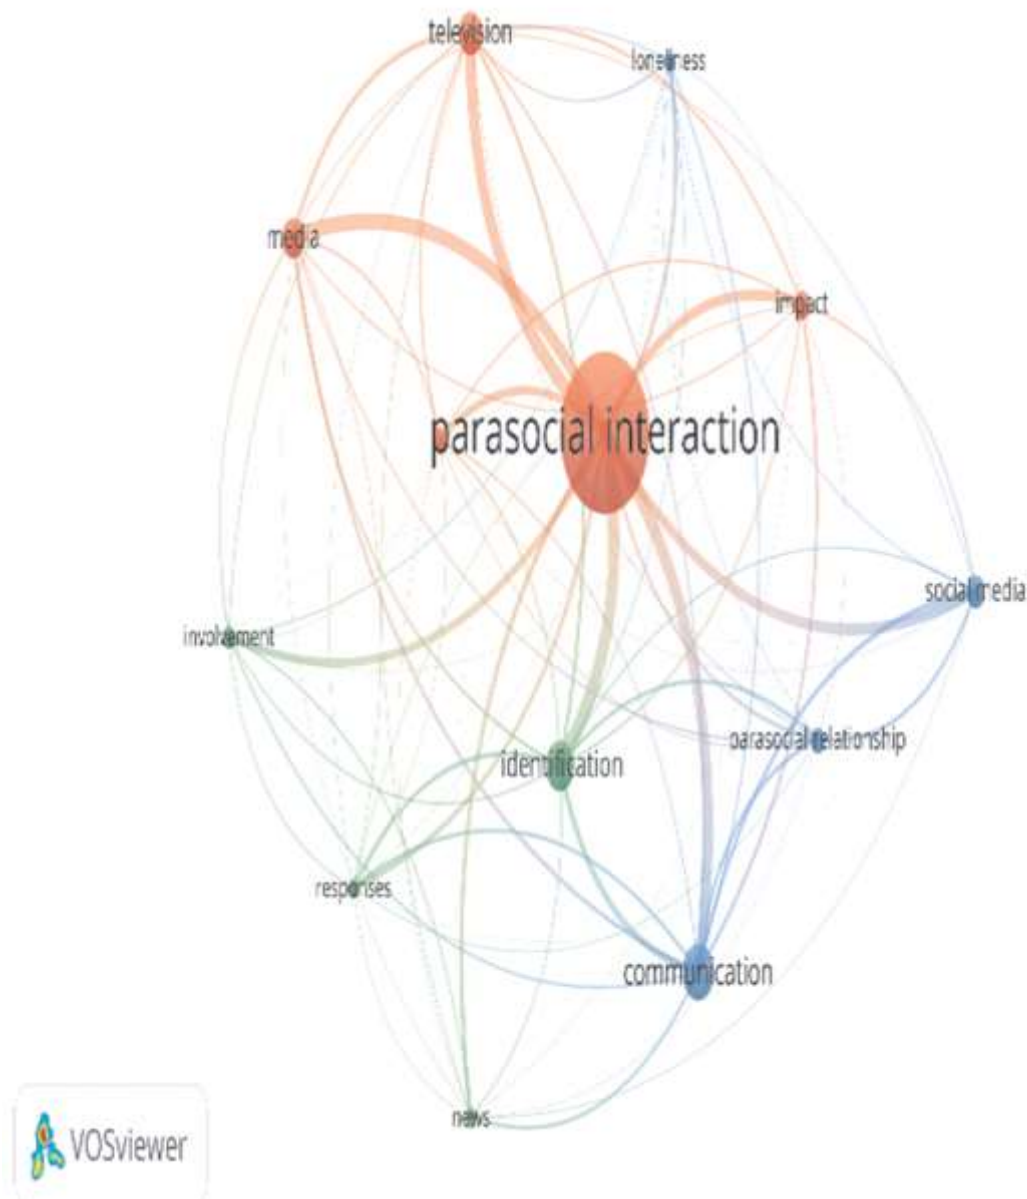 television
loneliness
media
impact
parasocial interaction
social media
involvement
parasocial relationship
identification
responses
communication
news
VOSviewer